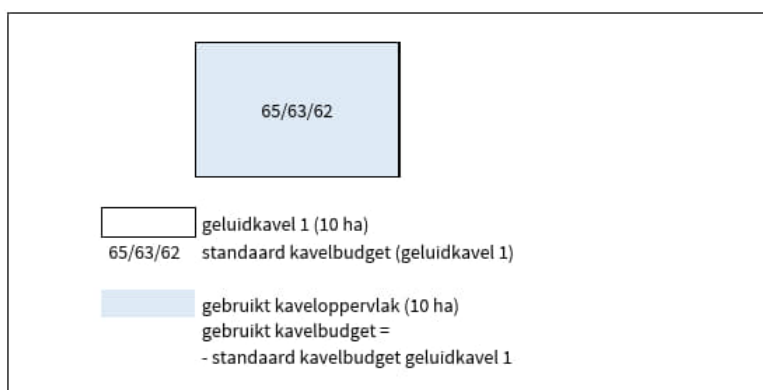 65/63/62
geluidkavel 1 (10 ha)
65/63/62 standaard kavelbudget (geluidkavel 1)
gebruikt kaveloppervlak (10 ha)
gebruikt kavelbudget =
- standaard kavelbudget geluidkavel 1